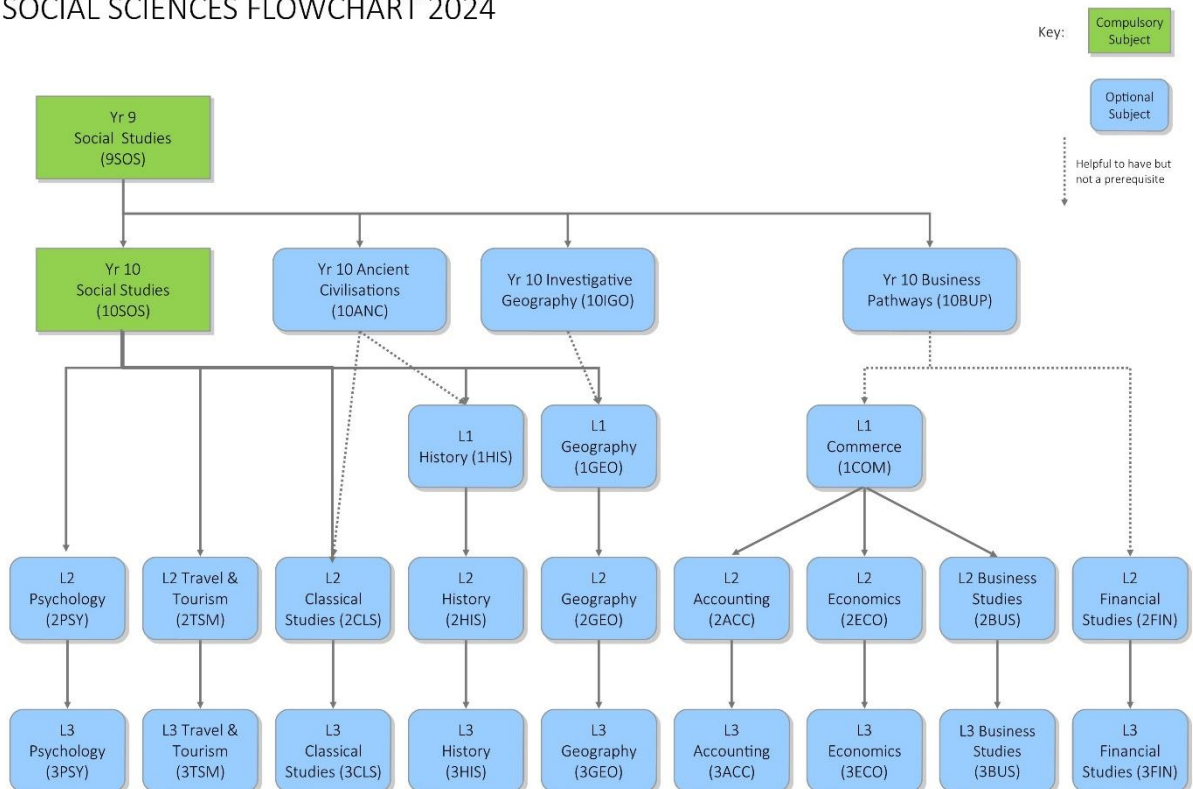 SOCIAL SCIENCES FLOWCHART 2024
Key:
Compulsory
Subject
Optional
Subject
Helpful to have but
not a prerequisite
Yr 9
Social Studies
(9SOS)
Yr 10
Social Studies
(10SOS)
Yr 10 Ancient
Civilisations
(10ANC)
Yr 10 Investigative
Geography (10IGO)
Yr 10 Business
Pathways (10BUP)
L1
History (1HIS)
L1
Geography
(1GEO)
L1
Commerce
(1COM)
L2
Psychology
(2PSY)
L2 Travel &
Tourism
(2TSM)
L2
Classical
Studies (2CLS)
L2
History
(2HIS)
L2
Geography
(2GEO)
L2
Accounting
(2ACC)
L2
Economics
(2ECO)
L2 Business
Studies
(2BUS)
L2
Financial
Studies (2FIN)
L3
Psychology
(3PSY)
L3 Travel &
Tourism
(3TSM)
L3
Classical
Studies (3CLS)
L3
History
(3HIS)
L3
Geography
(3GEO)
L3
Accounting
(3ACC)
L3
Economics
(3ECO)
L3 Business
Studies
(3BUS)
L3
Financial
Studies (3FIN)